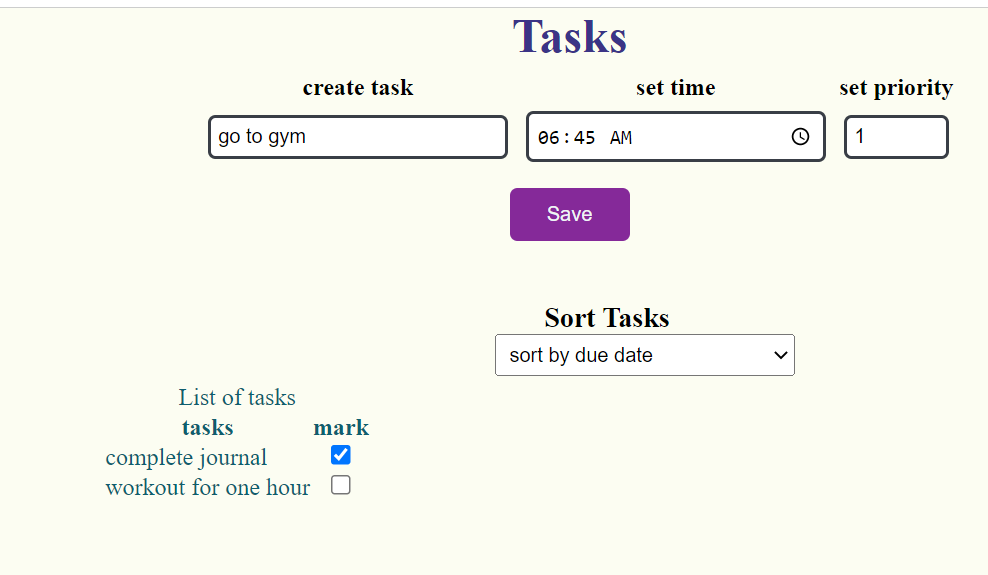 Tasks
create task set time set priority
go to gym 06:45 AM 1
Save
Sort Tasks
sort by due date
List of tasks
tasks mark
complete journal
workout for one hour